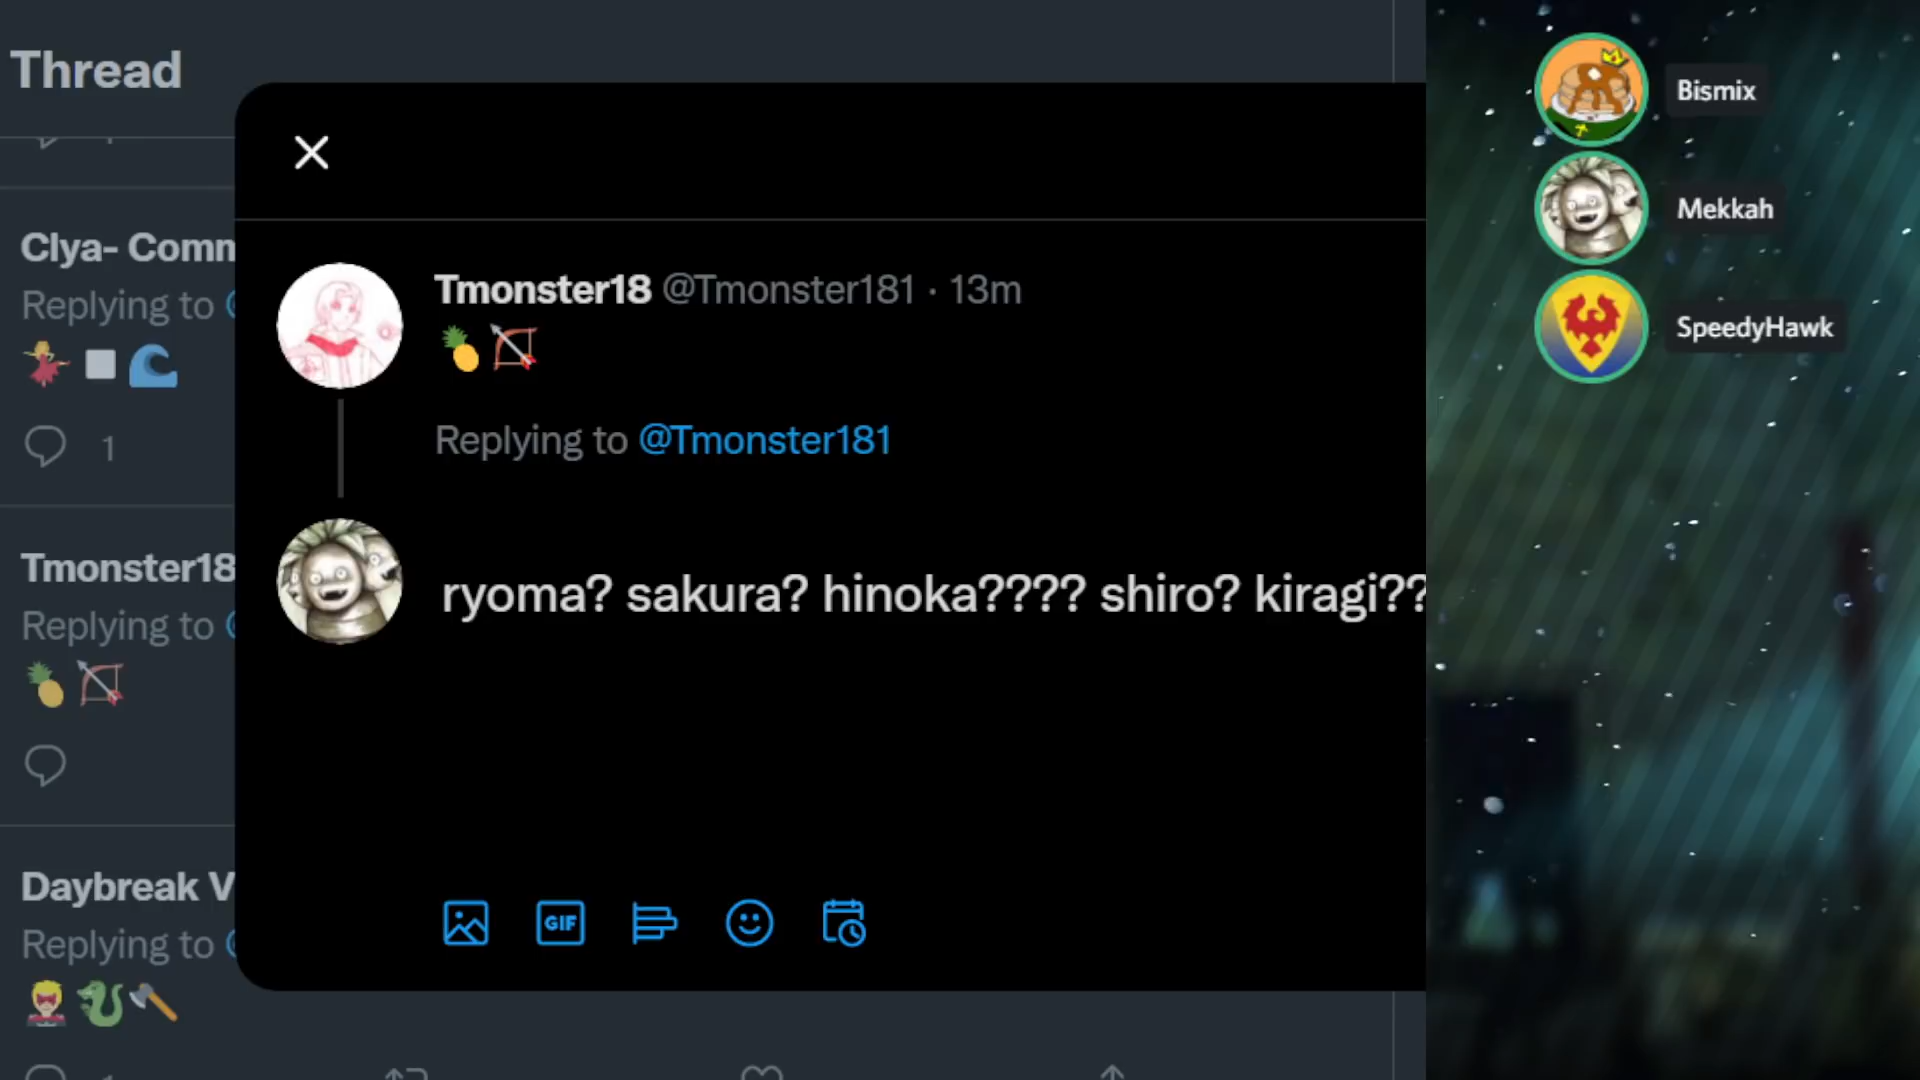 Thread
Clya- Comm
Replying to
1
Tmonster18
Replying to
Daybreak V
Replying to
Tmonster18 @Tmonster181 · 13m
Replying to @Tmonster181
ryoma? sakura? hinoka???? shiro? kiragi??
GIF
Bismix
Mekkah
SpeedyHawk